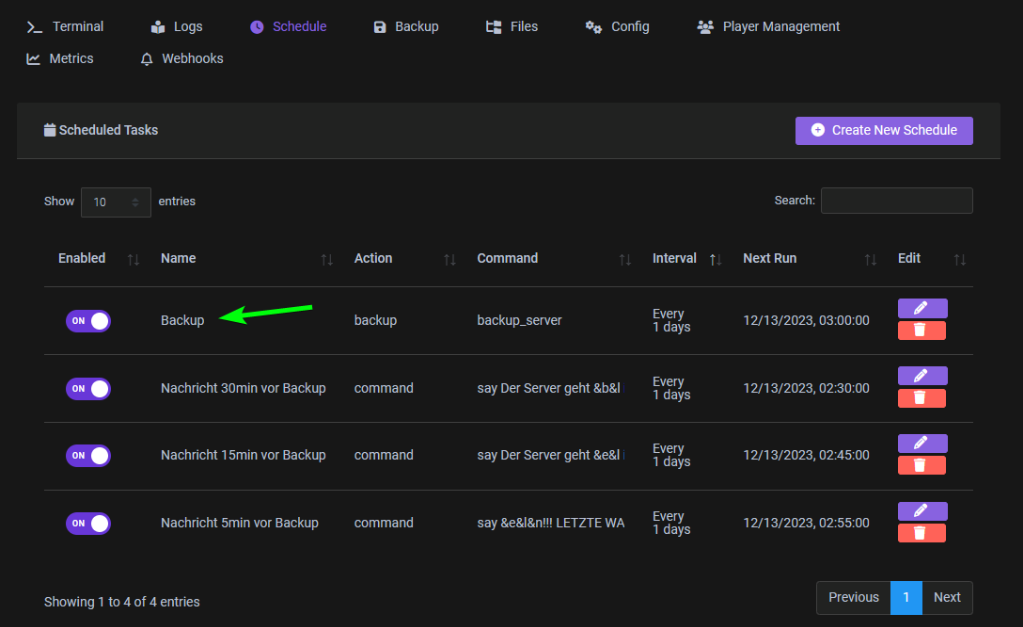 Terminal Logs Schedule Backup Files Config Player Management
Metrics Webhooks
Scheduled Tasks Create New Schedule
Show 10 entries Search:
Enabled Name Action Command Interval Next Run Edit
ON Backup backup backup_server Every 1 days 12/13/2023, 03:00:00
ON Nachricht 30min vor Backup command say Der Server geht &b&l Every 1 days 12/13/2023, 02:30:00
ON Nachricht 15min vor Backup command say Der Server geht &e&l Every 1 days 12/13/2023, 02:45:00
ON Nachricht 5min vor Backup command say &e&l&n!!! LETZTE WA Every 1 days 12/13/2023, 02:55:00
Showing 1 to 4 of 4 entries Previous 1 Next